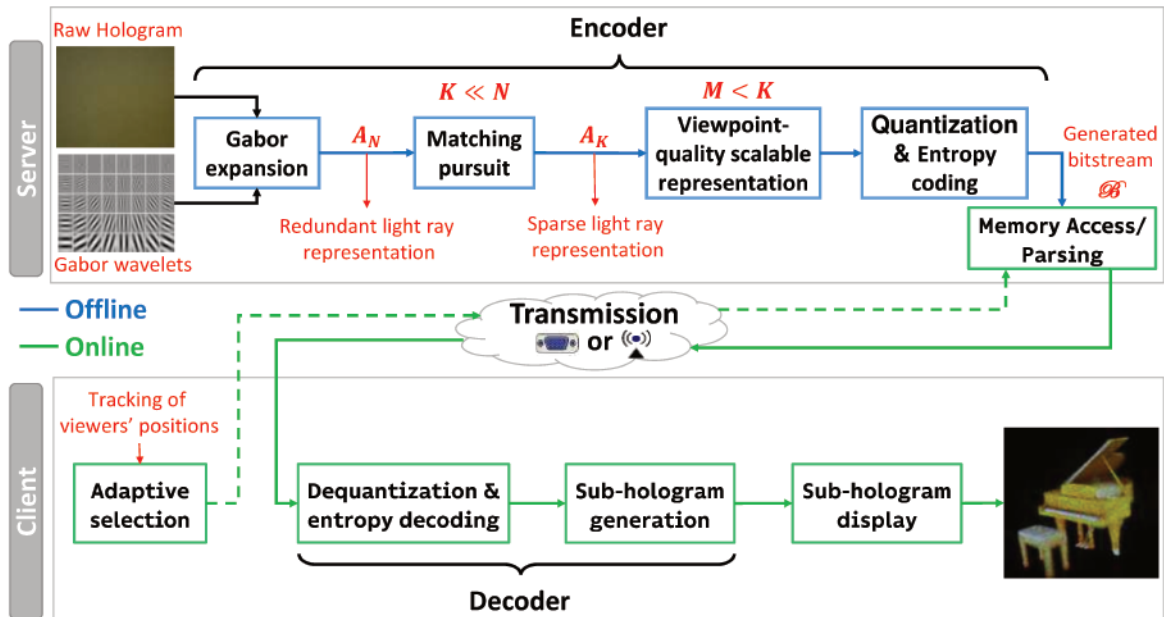 Raw Hologram
Encoder
Server
K ≪ N
M < K
Gabor
expansion
A_N
Matching
pursuit
A_K
Viewpoint-
quality scalable
representation
Quantization
& Entropy
coding
Generated
bitstream
ℬ
Redundant light ray
representation
Sparse light ray
representation
Memory Access/
Parsing
Gabor wavelets
Offline
Online
Transmission
or
Client
Tracking of
viewers' positions
Adaptive
selection
Dequantization &
entropy decoding
Sub-hologram
generation
Sub-hologram
display
Decoder